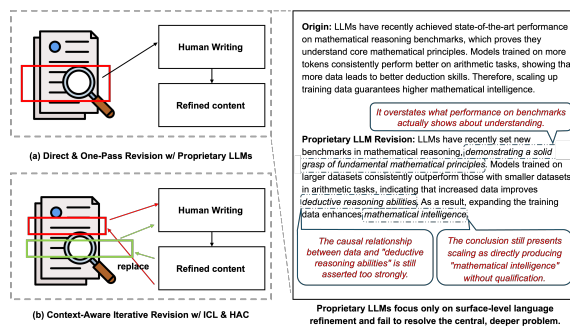 Human Writing
Refined content
(a) Direct & One-Pass Revision w/ Proprietary LLMs
Human Writing
replace
Refined content
(b) Context-Aware Iterative Revision w/ ICL & HAC
Origin: LLMs have recently achieved state-of-the-art performance
on mathematical reasoning benchmarks, which proves they
understand core mathematical principles. Models trained on more
tokens consistently perform better on arithmetic tasks, showing that
more data leads to better deduction skills. Therefore, scaling up
training data guarantees higher mathematical intelligence.
It overstates what performance on benchmarks
actually shows about understanding.
Proprietary LLM Revision: LLMs have recently set new
benchmarks in mathematical reasoning, demonstrating a solid
grasp of fundamental mathematical principles. Models trained on
larger datasets consistently outperform those with smaller datasets
in arithmetic tasks, indicating that increased data improves
deductive reasoning abilities. As a result, expanding the training
data enhances mathematical intelligence.
The causal relationship
between data and "deductive
reasoning abilities" is still
asserted too strongly.
The conclusion still presents
scaling as directly producing
"mathematical intelligence"
without qualification.
Proprietary LLMs focus only on surface-level language
refinement and fail to resolve the central, deeper problem.